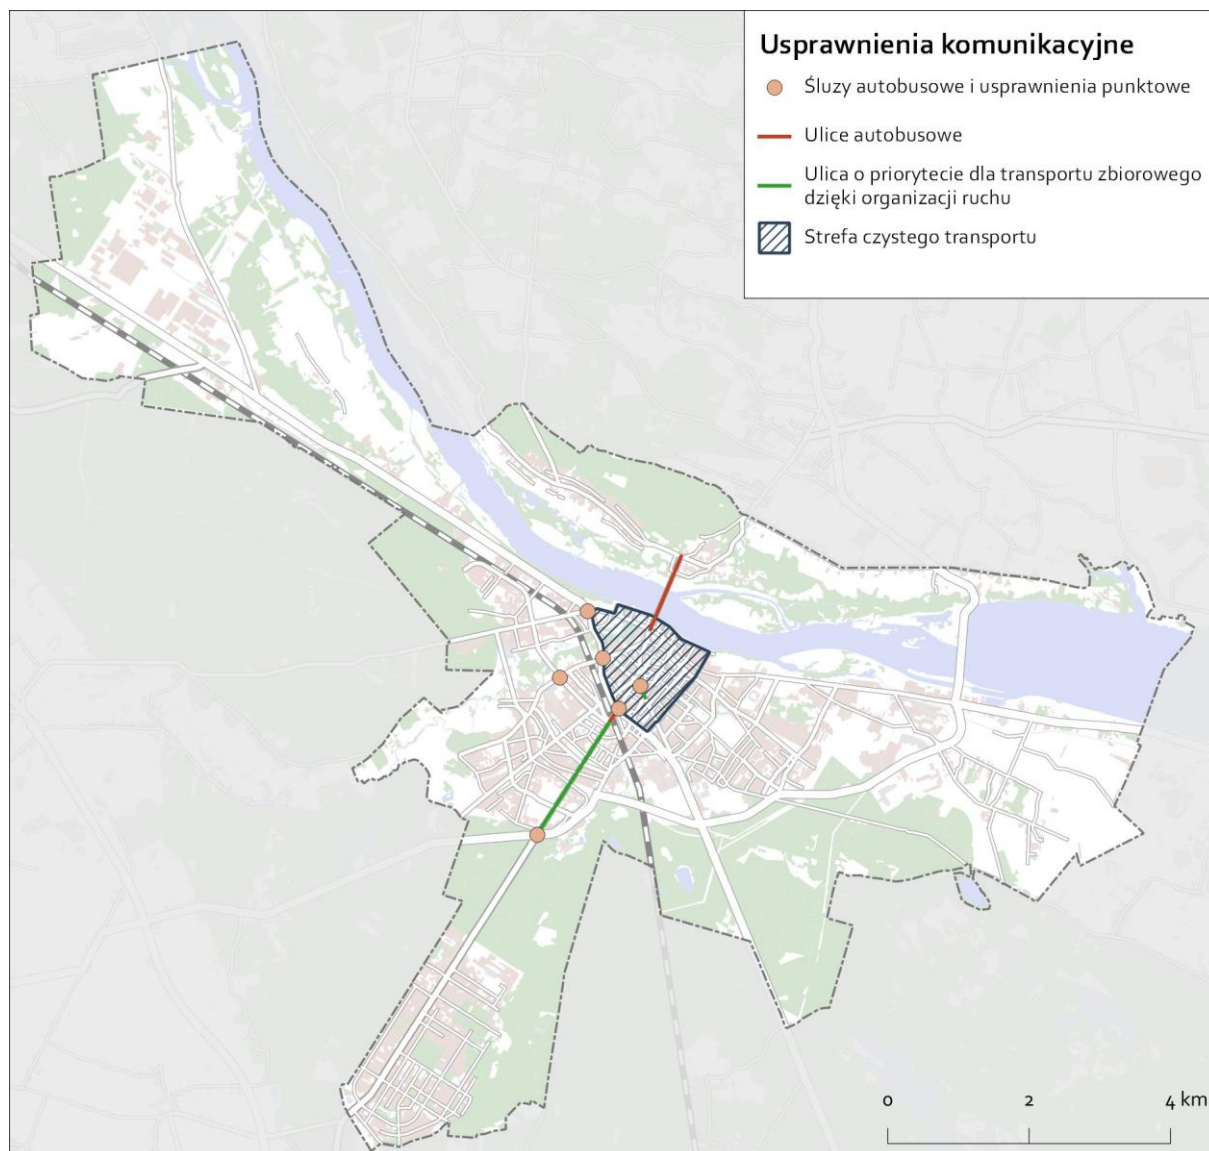 Usprawnienia komunikacyjne
Śluzy autobusowe i usprawnienia punktowe
Ulice autobusowe
Ulica o priorytecie dla transportu zbiorowego
dzięki organizacji ruchu
Strefa czystego transportu
0 2 4 km